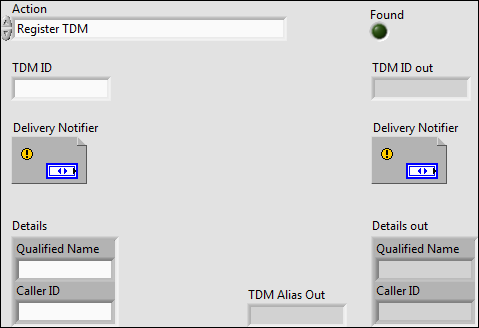 Action
Found
Register TDM
TDM ID
TDM ID out
Delivery Notifier
Delivery Notifier
Details
Details out
Qualified Name
Qualified Name
Caller ID
Caller ID
TDM Alias Out